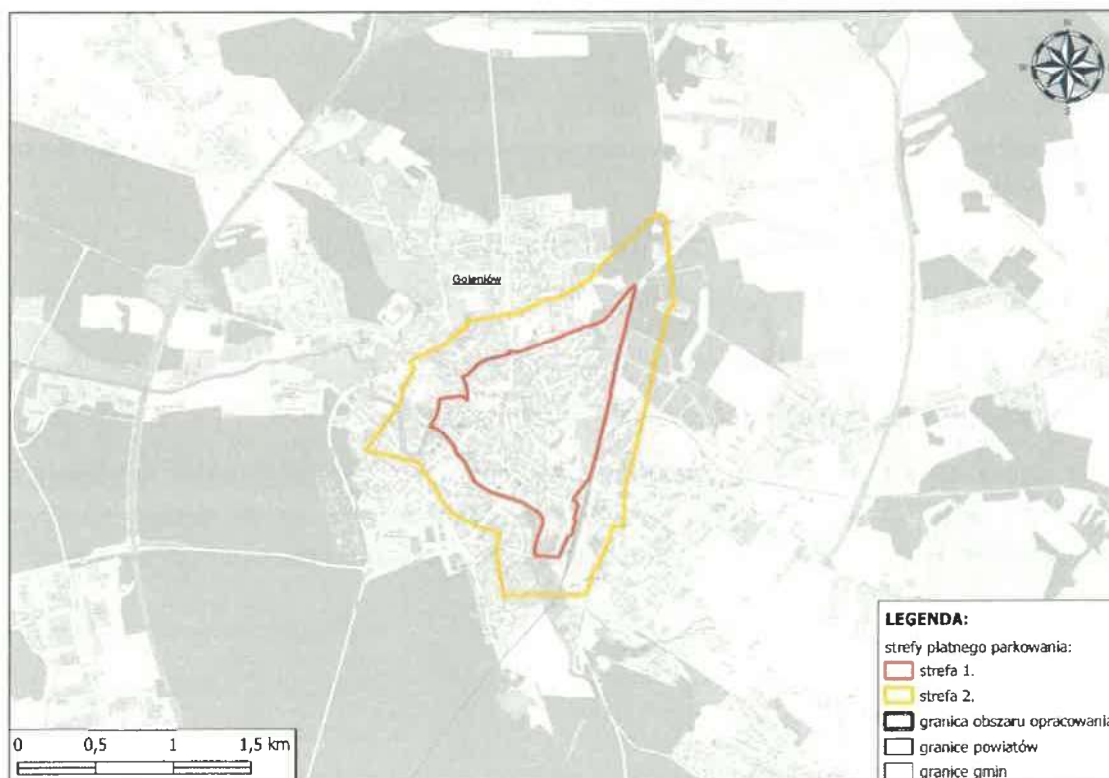 N
Goleniów
LEGENDA:
strefy płatnego parkowania:
strefa 1.
strefa 2.
granica obszaru opracowania
granice powiatów
granice gmin
0 0,5 1 1,5 km